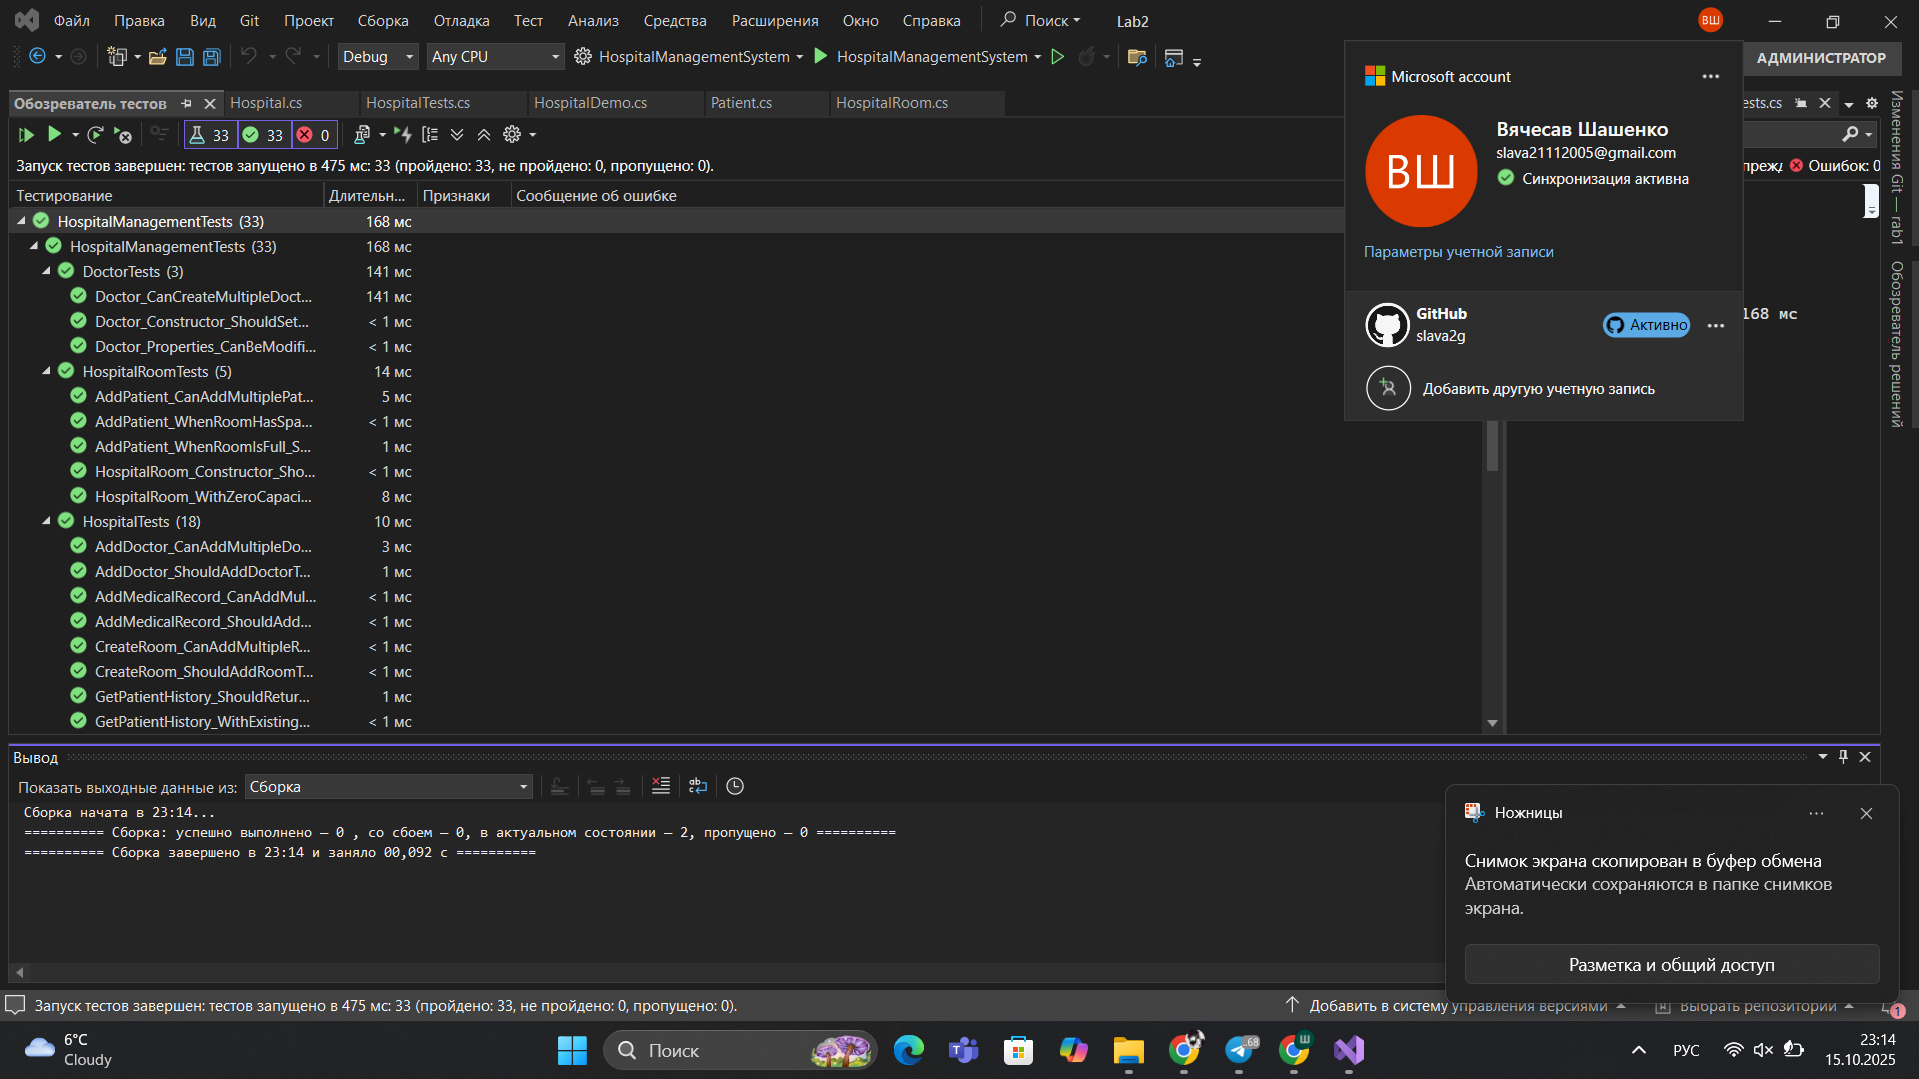 Файл Правка Вид Git Проект Сборка Отладка Тест Анализ Средства Расширения Окно Справка Поиск Lab2 ВШ
Debug Any CPU HospitalManagementSystem HospitalManagementSystem АДМИНИСТРАТОР
Обозреватель тестов Hospital.cs HospitalTests.cs HospitalDemo.cs Patient.cs HospitalRoom.cs ests.cs
33 33 0
Запуск тестов завершен: тестов запущено в 475 мс: 33 (пройдено: 33, не пройдено: 0, пропущено: 0).
Ошибок: 0
Тестирование Длительн... Признаки Сообщение об ошибке
HospitalManagementTests (33) 168 мс
HospitalManagementTests (33) 168 мс
DoctorTests (3) 141 мс
Doctor_CanCreateMultipleDoct... 141 мс
Doctor_Constructor_ShouldSet... < 1 мс
Doctor_Properties_CanBeModifi... < 1 мс
HospitalRoomTests (5) 14 мс
AddPatient_CanAddMultiplePat... 5 мс
AddPatient_WhenRoomHasSpa... < 1 мс
AddPatient_WhenRoomIsFull_S... 1 мс
HospitalRoom_Constructor_Sho... < 1 мс
HospitalRoom_WithZeroCapaci... 8 мс
HospitalTests (18) 10 мс
AddDoctor_CanAddMultipleDo... 3 мс
AddDoctor_ShouldAddDoctorT... 1 мс
AddMedicalRecord_CanAddMul... < 1 мс
AddMedicalRecord_ShouldAdd... < 1 мс
CreateRoom_CanAddMultipleR... < 1 мс
CreateRoom_ShouldAddRoomT... < 1 мс
GetPatientHistory_ShouldRetur... 1 мс
GetPatientHistory_WithExisting... < 1 мс
Microsoft account
ВШ
Вячесав Шашенко
slava21112005@gmail.com
Синхронизация активна
Параметры учетной записи
GitHub
slava2g
Активно
Добавить другую учетную запись
168 мс
Изменения Git — rab1
Обозреватель решений
Вывод
Показать выходные данные из: Сборка
Сборка начата в 23:14...
========== Сборка: успешно выполнено — 0 , со сбоем — 0, в актуальном состоянии — 2, пропущено — 0 ==========
========== Сборка завершено в 23:14 и заняло 00,092 с ==========
Ножницы
Снимок экрана скопирован в буфер обмена
Автоматически сохраняются в папке снимков
экрана.
Разметка и общий доступ
Запуск тестов завершен: тестов запущено в 475 мс: 33 (пройдено: 33, не пройдено: 0, пропущено: 0).
Добавить в систему управления версиями Выбрать репозитории 1
6°C
Cloudy
Поиск
.68
Ш
РУС
23:14
15.10.2025